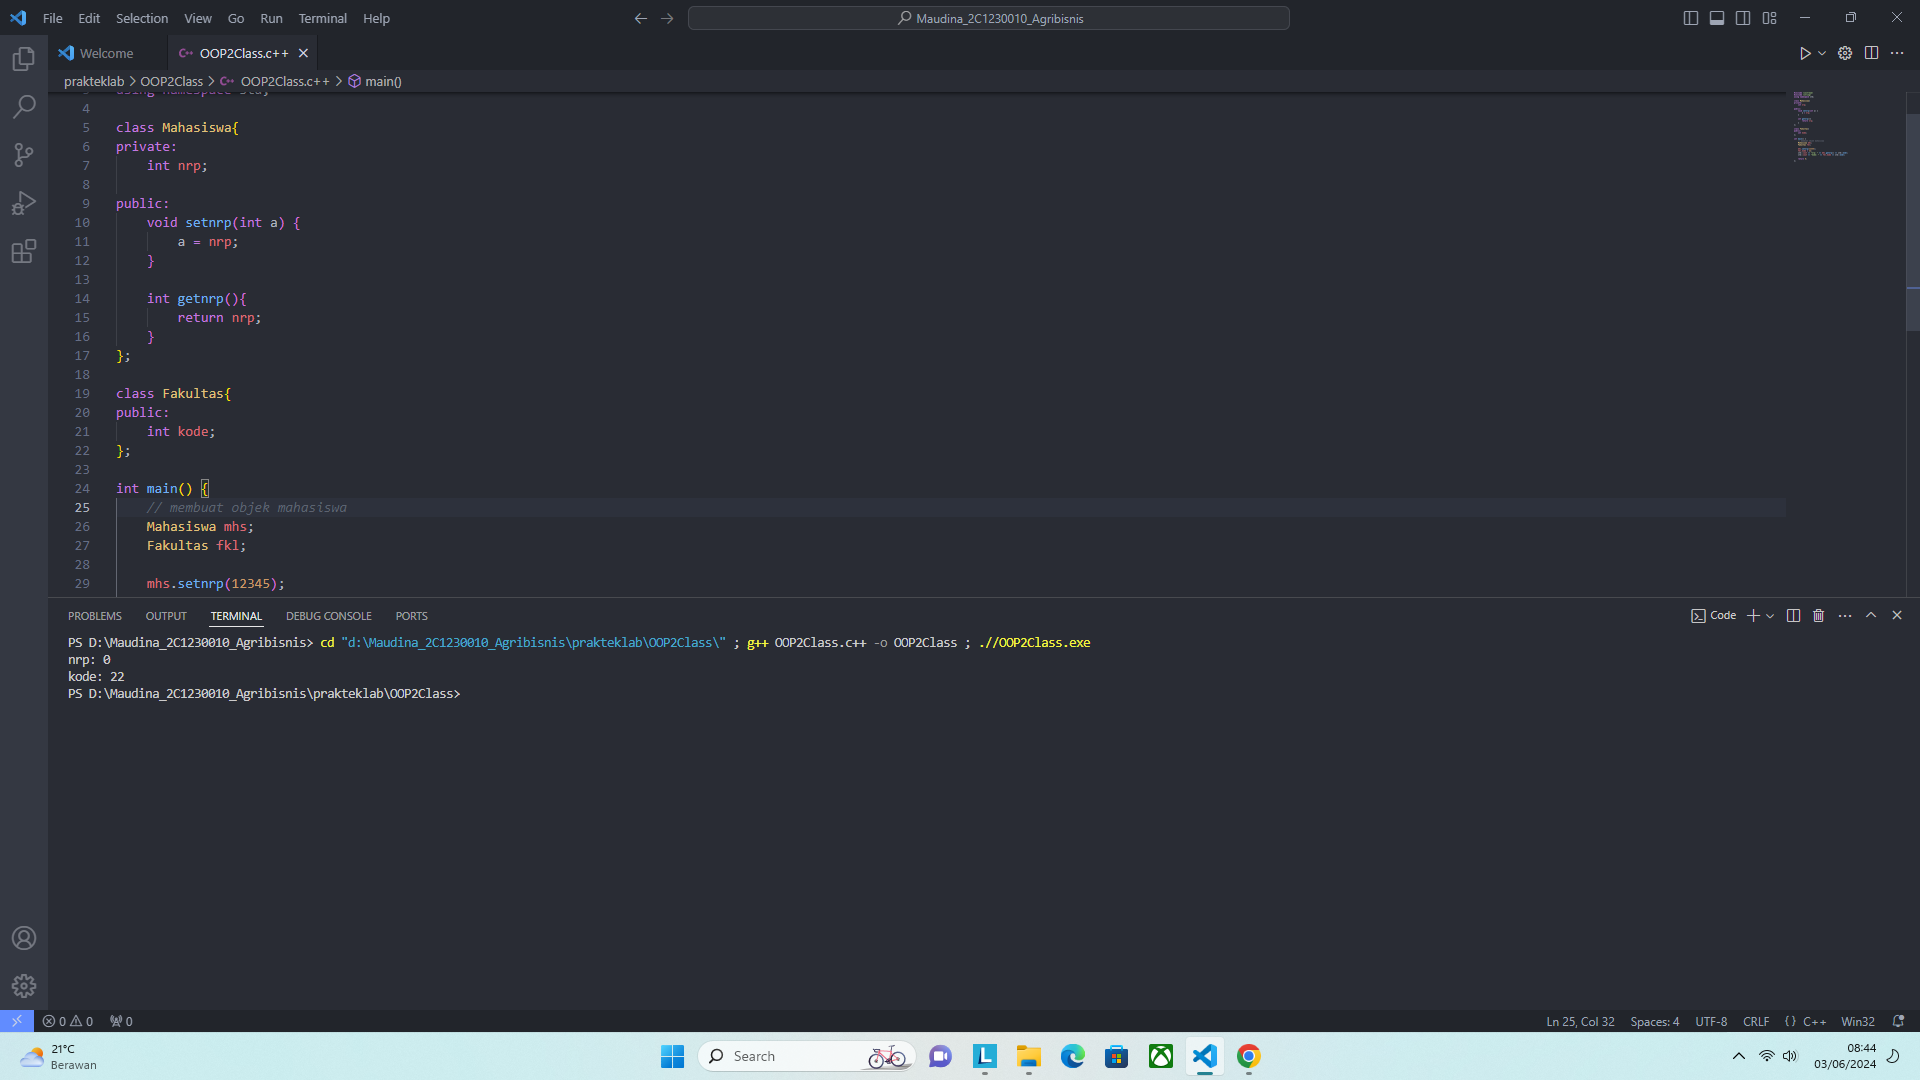 File Edit Selection View Go Run Terminal Help
Maudina_2C1230010_Agribisnis
Welcome
C++ OOP2Class.c++
prakteklab > OOP2Class > C++ OOP2Class.c++ > main()
4
5 class Mahasiswa{
6 private:
7 int nrp;
8
9 public:
10 void setnrp(int a) {
11 a = nrp;
12 }
13
14 int getnrp(){
15 return nrp;
16 }
17 };
18
19 class Fakultas{
20 public:
21 int kode;
22 };
23
24 int main() {
25 // membuat objek mahasiswa
26 Mahasiswa mhs;
27 Fakultas fkl;
28
29 mhs.setnrp(12345);
PROBLEMS OUTPUT TERMINAL DEBUG CONSOLE PORTS
Code
PS D:\Maudina_2C1230010_Agribisnis> cd "d:\Maudina_2C1230010_Agribisnis\prakteklab\OOP2Class\" ; g++ OOP2Class.c++ -o OOP2Class ; .//OOP2Class.exe
nrp: 0
kode: 22
PS D:\Maudina_2C1230010_Agribisnis\prakteklab\OOP2Class>
0 0 0
Ln 25, Col 32 Spaces: 4 UTF-8 CRLF {} C++ Win32
21°C
Berawan
Search
08:44
03/06/2024